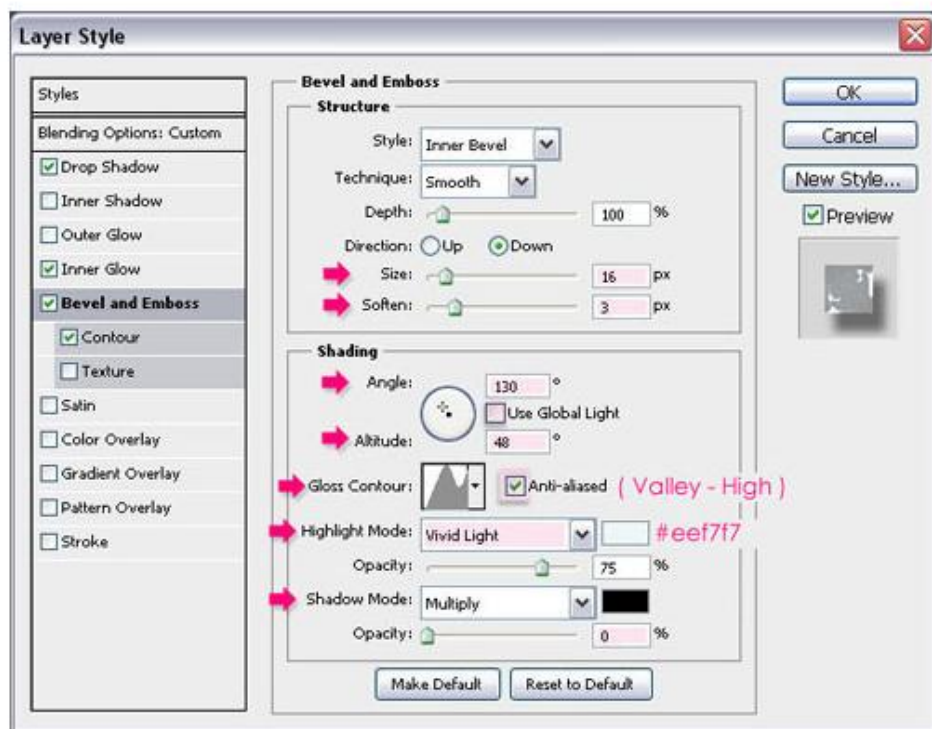 Layer Style
Styles
Blending Options: Custom
Drop Shadow
Inner Shadow
Outer Glow
Inner Glow
Bevel and Emboss
Contour
Texture
Satin
Color Overlay
Gradient Overlay
Pattern Overlay
Stroke
Bevel and Emboss
Structure
Style: Inner Bevel
Technique: Smooth
Depth: 100 %
Direction: Up Down
Size: 16 px
Soften: 3 px
Shading
Angle: 130 °
Use Global Light
Altitude: 48 °
Gloss Contour: Anti-aliased ( Valley - High )
Highlight Mode: Vivid Light #eef7f7
Opacity: 75 %
Shadow Mode: Multiply
Opacity: 0 %
Make Default Reset to Default
OK
Cancel
New Style...
Preview